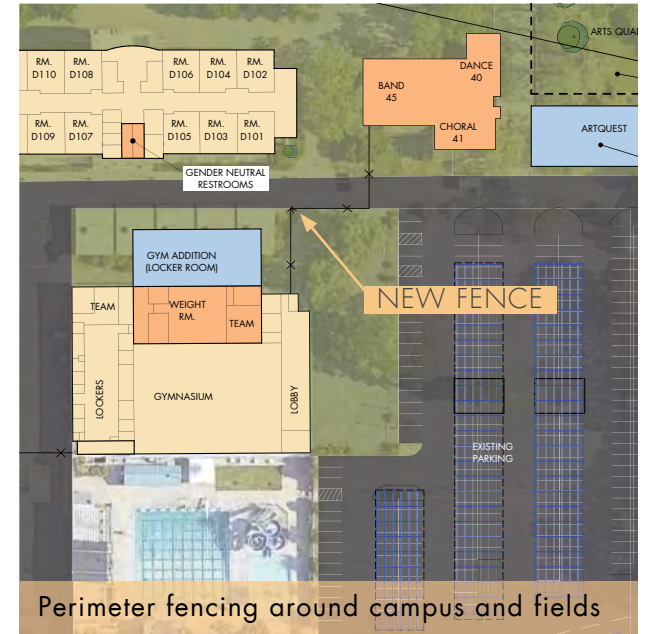 RM.
D110
RM.
D108
RM.
D106
RM.
D104
RM.
D102
DANCE
40
BAND
45
CHORAL
41
ARTS QUA
RM.
D109
RM.
D107
RM.
D105
RM.
D103
RM.
D101
ARTQUEST
GENDER NEUTRAL
RESTROOMS
GYM ADDITION
(LOCKER ROOM)
NEW FENCE
TEAM
WEIGHT
RM.
TEAM
LOCKERS
GYMNASIUM
LOBBY
EXISTING
PARKING
Perimeter fencing around campus and fields